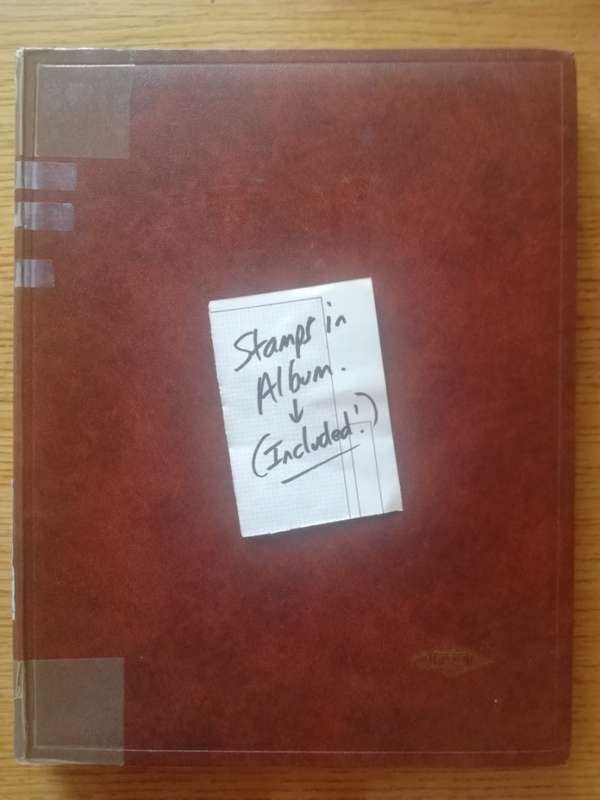 Stamps in
Album.
↓
(Included!)